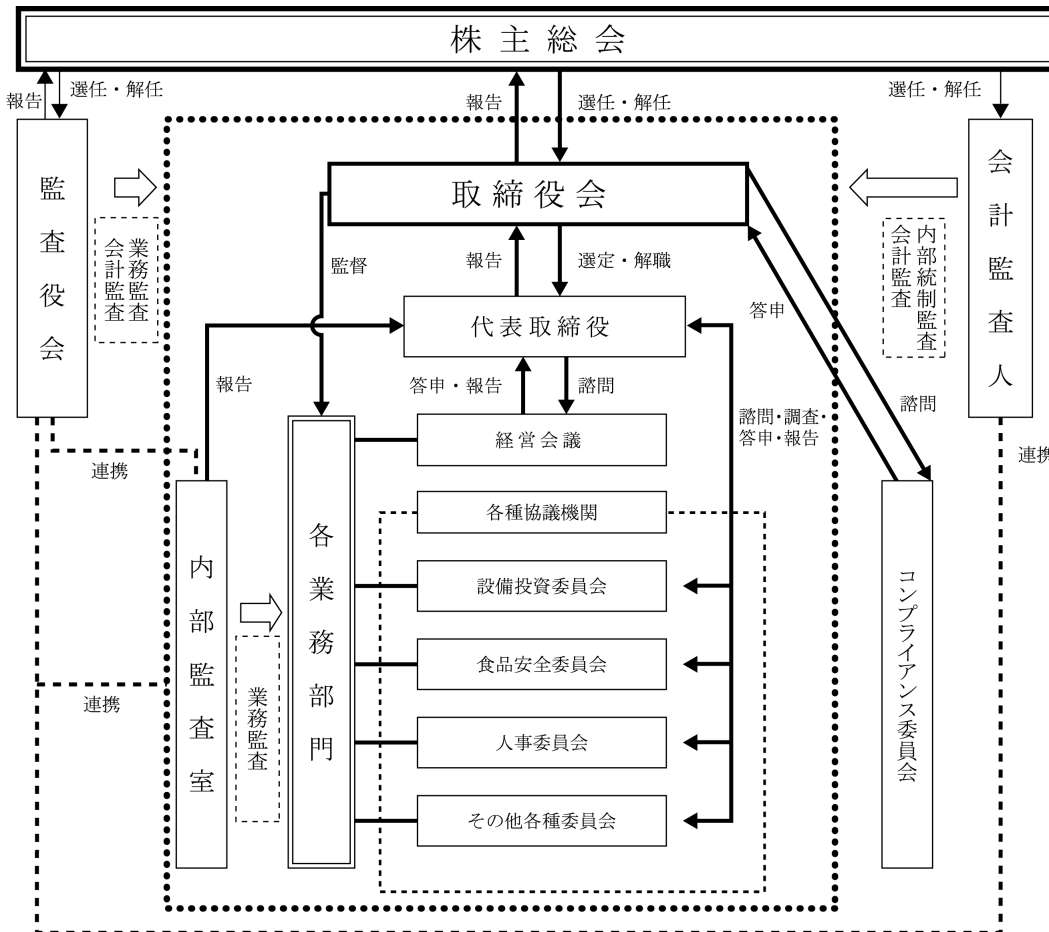 株主総会
報告
選任・解任
報告
選任・解任
選任・解任
監査役会
業務監査
会計監査
取締役会
会計監査人
内部統制監査
会計監査
監督
報告
選定・解職
答申
代表取締役
報告
答申・報告
諮問
諮問・調査・
答申・報告
諮問
経営会議
連携
連携
各種協議機関
内部監査室
各業務部門
設備投資委員会
コンプライアンス委員会
食品安全委員会
業務監査
連携
人事委員会
その他各種委員会